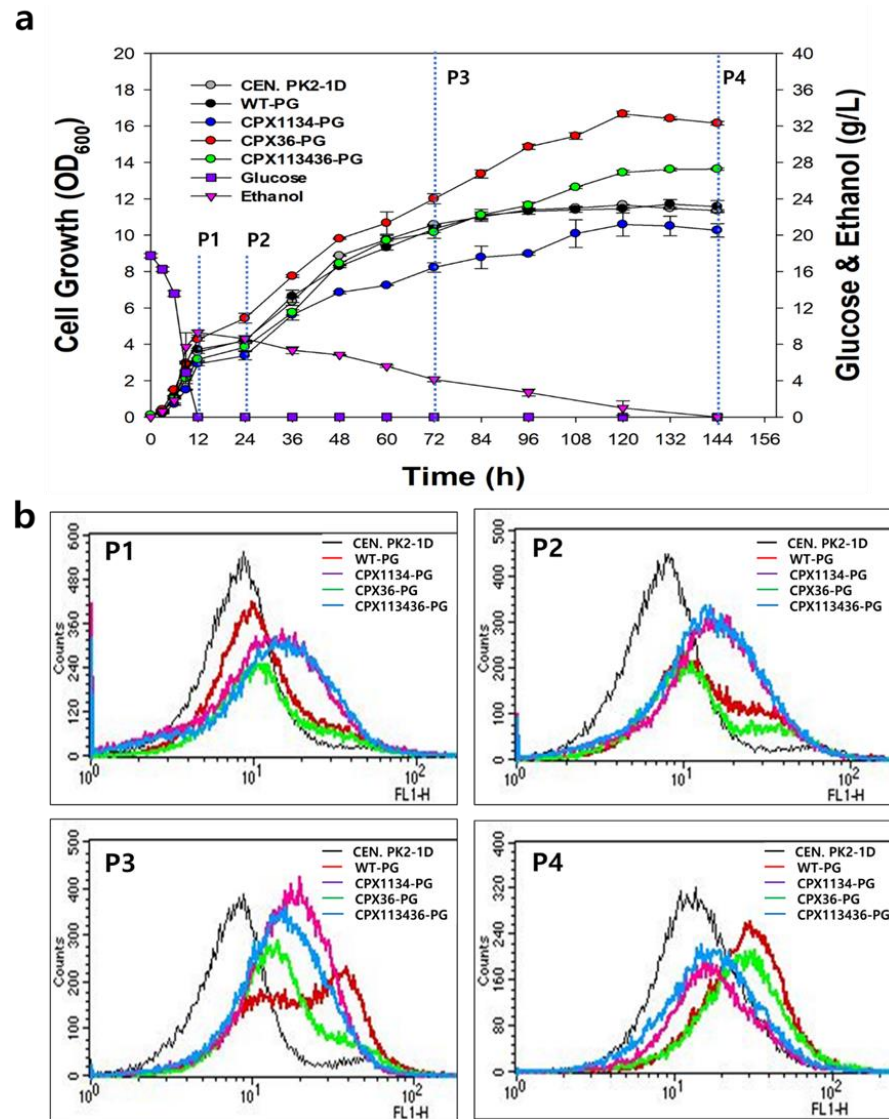 a
Cell Growth (OD600)
20
18
16
14
12
10
8
6
4
2
0
CEN. PK2-1D
WT-PG
CPX1134-PG
CPX36-PG
CPX113436-PG
Glucose
Ethanol
P1
P2
P3
P4
40
36
32
28
24
20
16
12
8
4
0
Glucose & Ethanol (g/L)
0 12 24 36 48 60 72 84 96 108 120 132 144 156
Time (h)
b
P1
Counts
600
480
360
240
120
0
CEN. PK2-1D
WT-PG
CPX1134-PG
CPX36-PG
CPX113436-PG
10^0 10^1 10^2
FL1-H
P2
Counts
500
400
300
200
100
0
CEN. PK2-1D
WT-PG
CPX1134-PG
CPX36-PG
CPX113436-PG
10^0 10^1 10^2
FL1-H
P3
Counts
500
400
300
200
100
0
CEN. PK2-1D
WT-PG
CPX1134-PG
CPX36-PG
CPX113436-PG
10^0 10^1 10^2
FL1-H
P4
Counts
400
320
240
160
80
0
CEN. PK2-1D
WT-PG
CPX1134-PG
CPX36-PG
CPX113436-PG
10^0 10^1 10^2
FL1-H